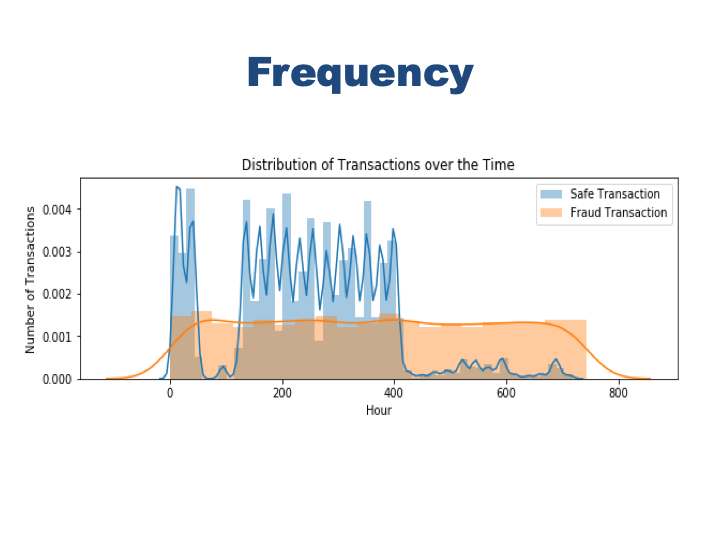 Frequency
Distribution of Transactions over the Time
Safe Transaction
Fraud Transaction
Number of Transactions
0.004
0.003
0.002
0.001
0.000
0 200 400 600 800
Hour